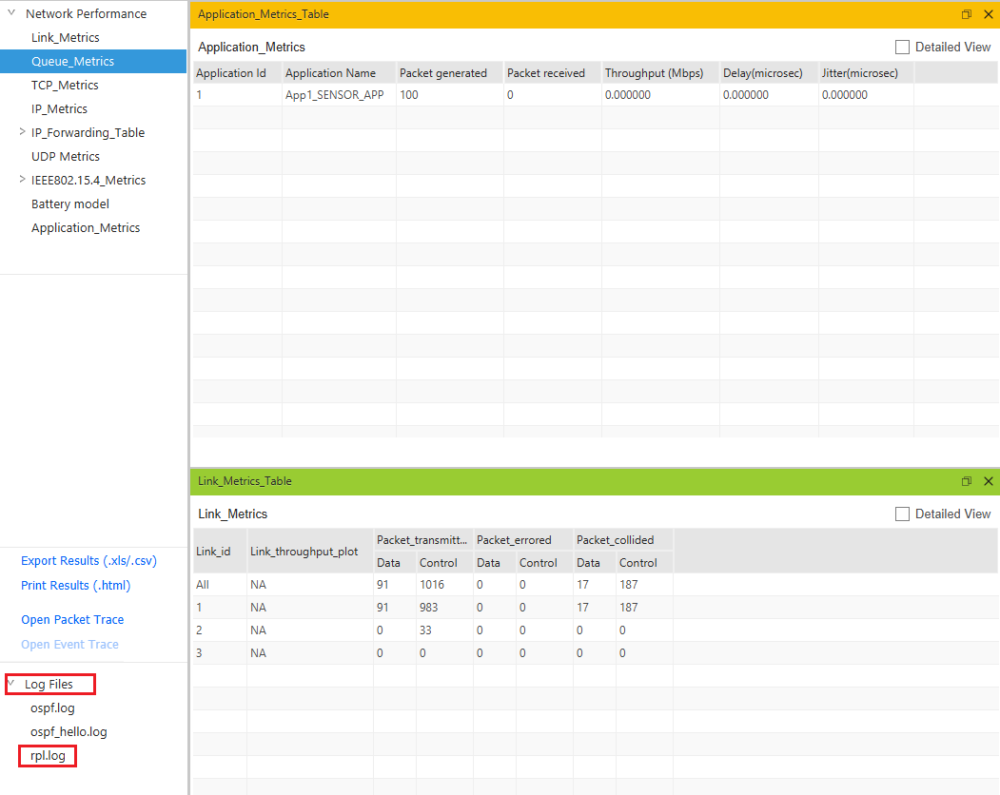 Network Performance
Link_Metrics
Queue_Metrics
TCP_Metrics
IP_Metrics
IP_Forwarding_Table
UDP Metrics
IEEE802.15.4_Metrics
Battery model
Application_Metrics
Export Results (.xls/.csv)
Print Results (.html)
Open Packet Trace
Open Event Trace
Log Files
ospf.log
ospf_hello.log
rpl.log
Application_Metrics_Table
Application_Metrics Detailed View
Application Id Application Name Packet generated Packet received Throughput (Mbps) Delay(microsec) Jitter(microsec)
1 App1_SENSOR_APP 100 0 0.000000 0.000000 0.000000
Link_Metrics_Table
Link_Metrics Detailed View
Link_id Link_throughput_plot Packet_transmitt... Packet_errored Packet_collided
Data Control Data Control Data Control
All NA 91 1016 0 0 17 187
1 NA 91 983 0 0 17 187
2 NA 0 33 0 0 0 0
3 NA 0 0 0 0 0 0